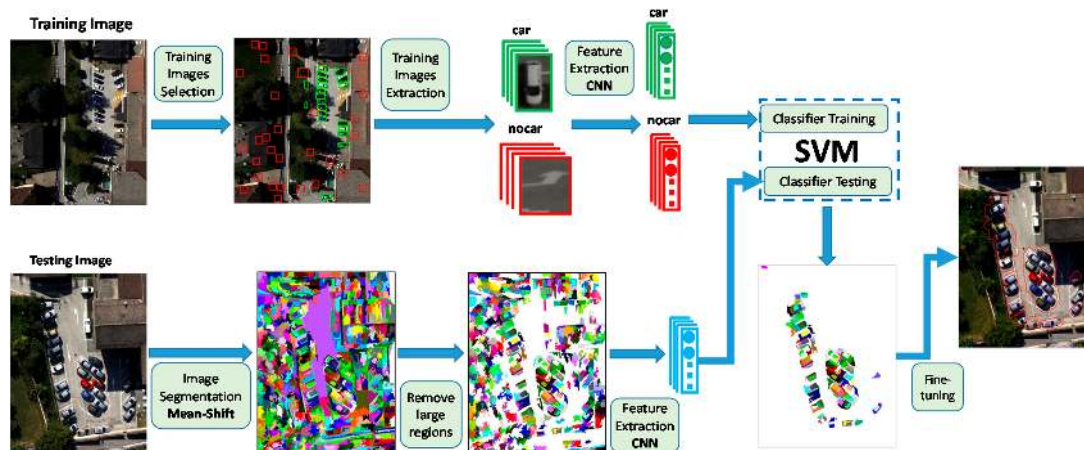 Training Image
Training
Images
Selection
Training
Images
Extraction
car
nocar
Feature
Extraction
CNN
car
nocar
Classifier Training
SVM
Classifier Testing
Testing Image
Image
Segmentation
Mean-Shift
Remove
large
regions
Feature
Extraction
CNN
Fine-
tuning